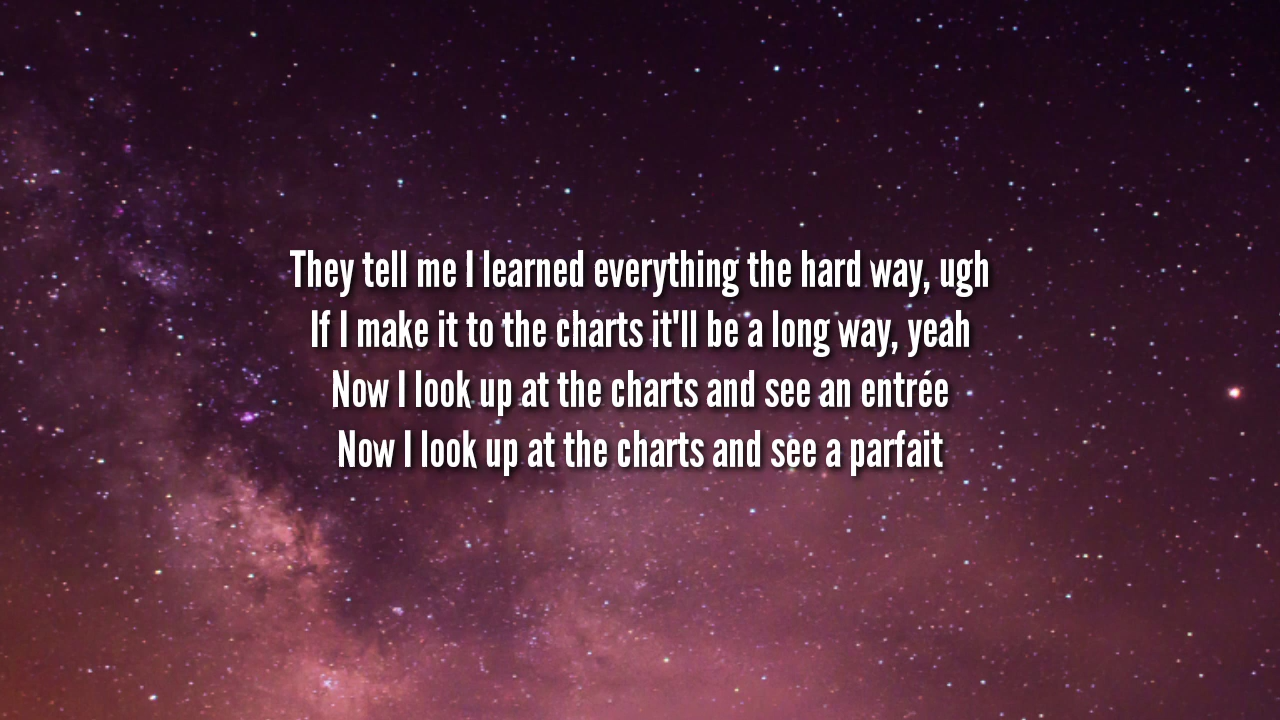 They tell me I learned everything the hard way, ugh
If I make it to the charts it'll be a long way, yeah
Now I look up at the charts and see an entrée
Now I look up at the charts and see a parfait